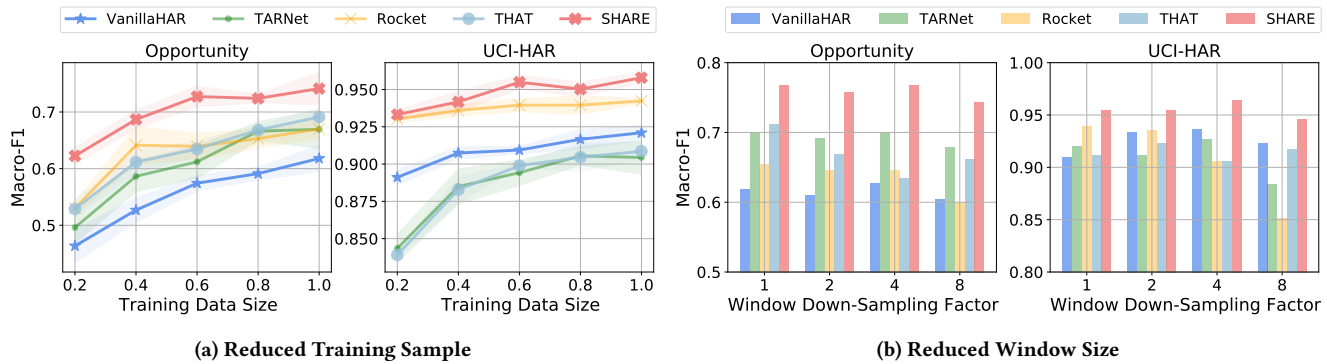 VanillaHAR TARNet Rocket THAT SHARE
Opportunity
UCI-HAR
Macro-F1
0.7
0.6
0.5
0.950
0.925
0.900
0.875
0.850
0.2 0.4 0.6 0.8 1.0
0.2 0.4 0.6 0.8 1.0
Training Data Size
Training Data Size
(a) Reduced Training Sample
VanillaHAR TARNet Rocket THAT SHARE
Opportunity
UCI-HAR
Macro-F1
0.8
0.7
0.6
0.5
1.00
0.95
0.90
0.85
0.80
1 2 4 8
1 2 4 8
Window Down-Sampling Factor
Window Down-Sampling Factor
(b) Reduced Window Size